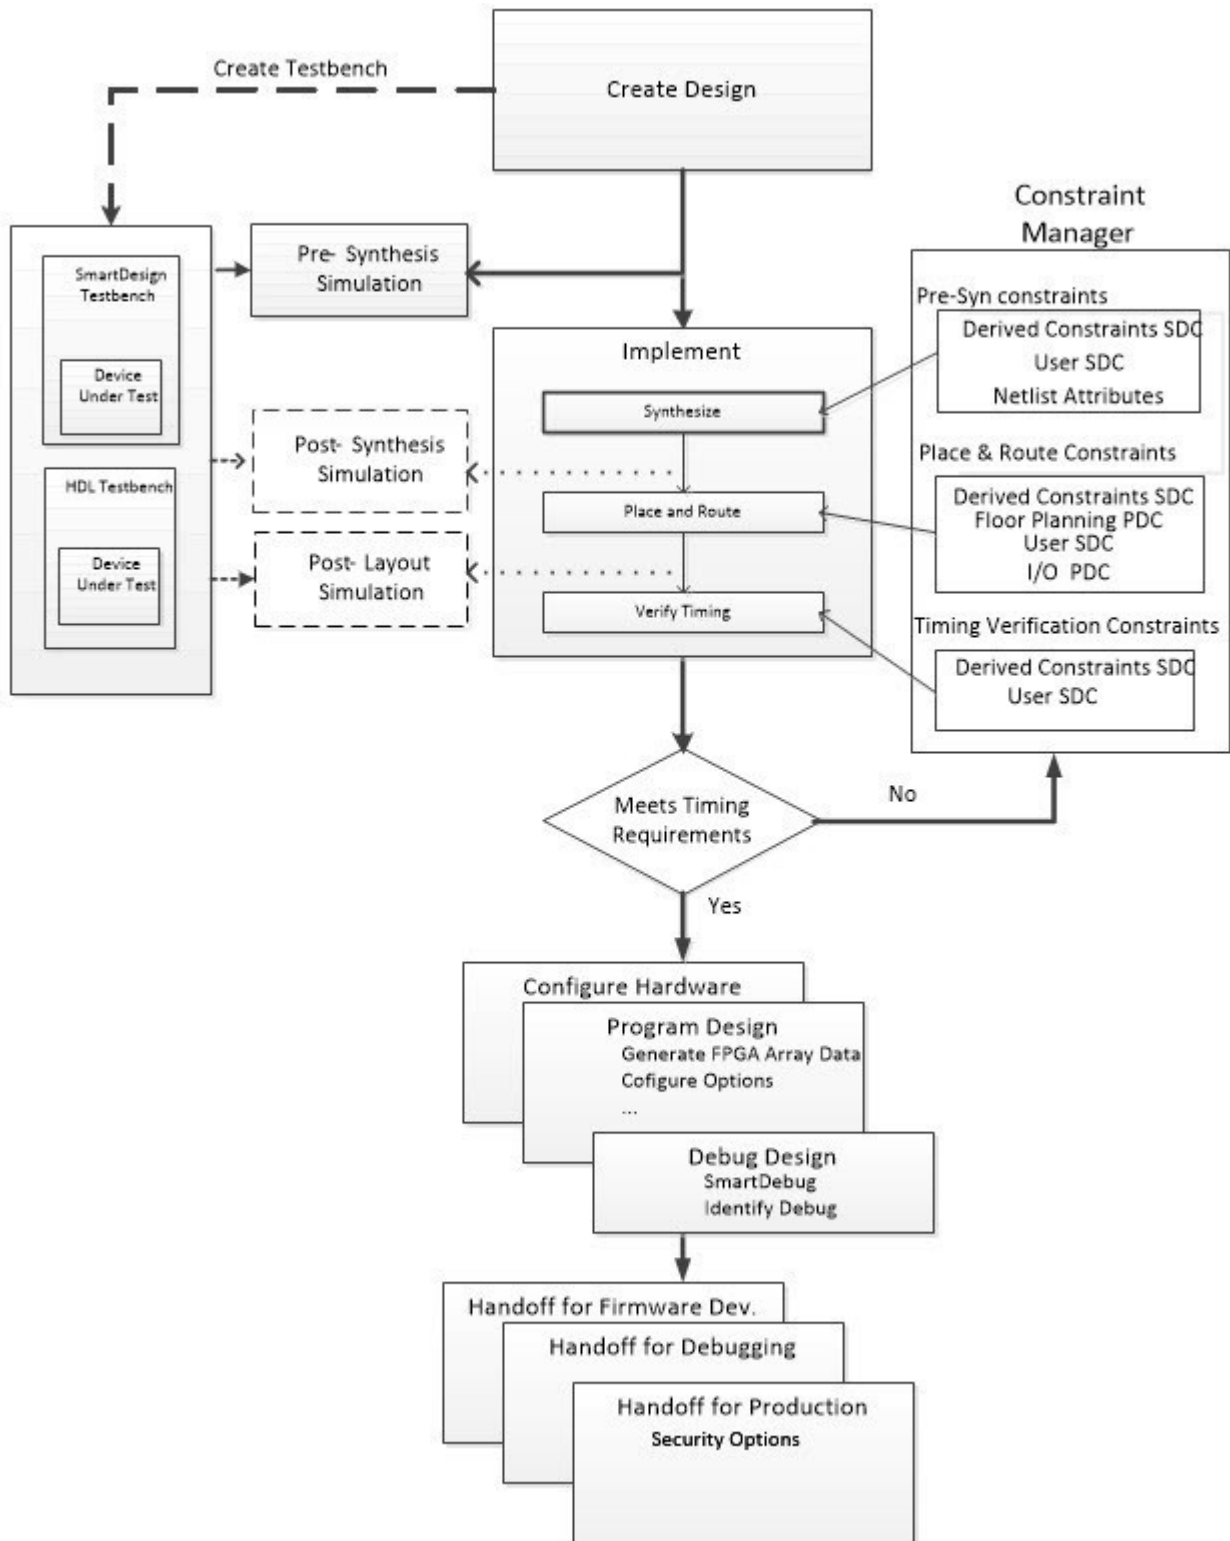 Create Testbench
Create Design
Constraint
Manager
SmartDesign
Testbench
Device
Under Test
HDL Testbench
Device
Under Test
Pre- Synthesis
Simulation
Post- Synthesis
Simulation
Post- Layout
Simulation
Implement
Synthesize
Place and Route
Verify Timing
Pre-Syn constraints
Derived Constraints SDC
User SDC
Netlist Attributes
Place & Route Constraints
Derived Constraints SDC
Floor Planning PDC
User SDC
I/O PDC
Timing Verification Constraints
Derived Constraints SDC
User SDC
Meets Timing
Requirements
No
Yes
Configure Hardware
Program Design
Generate FPGA Array Data
Cofigure Options
...
Debug Design
SmartDebug
Identify Debug
Handoff for Firmware Dev.
Handoff for Debugging
Handoff for Production
Security Options